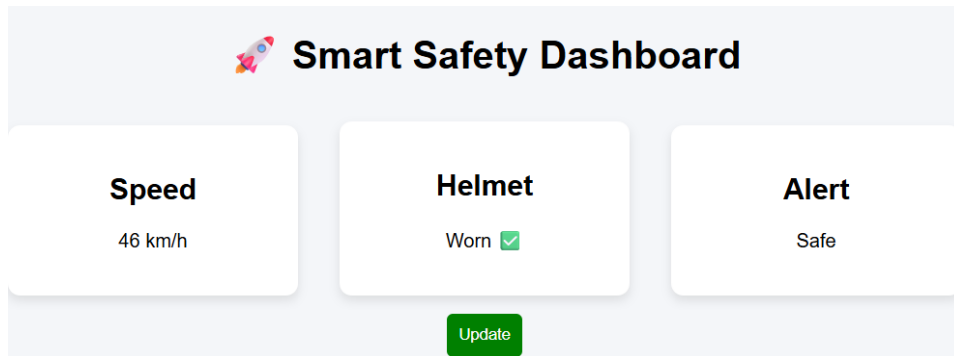 🚀 Smart Safety Dashboard
Speed
46 km/h
Helmet
Worn ✅
Alert
Safe
Update